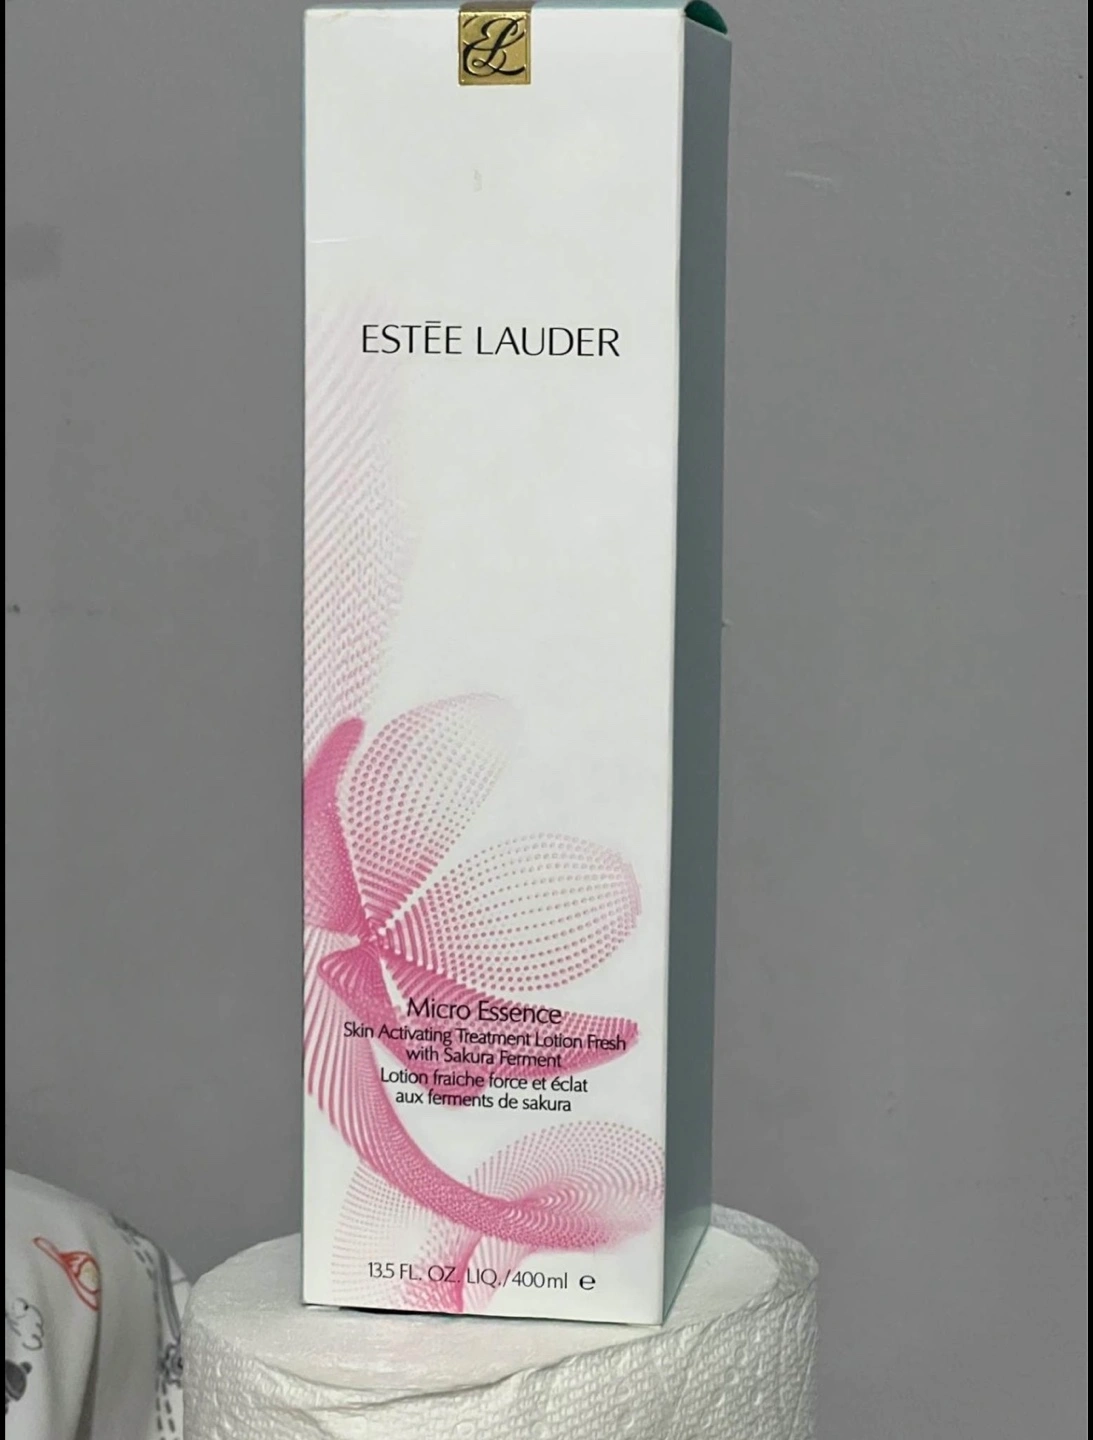 EL
ESTĒE LAUDER
Micro Essence
Skin Activating Treatment Lotion Fresh
with Sakura Ferment
Lotion fraiche force et éclat
aux ferments de sakura
13.5 FL. OZ. LIQ./400ml ℮